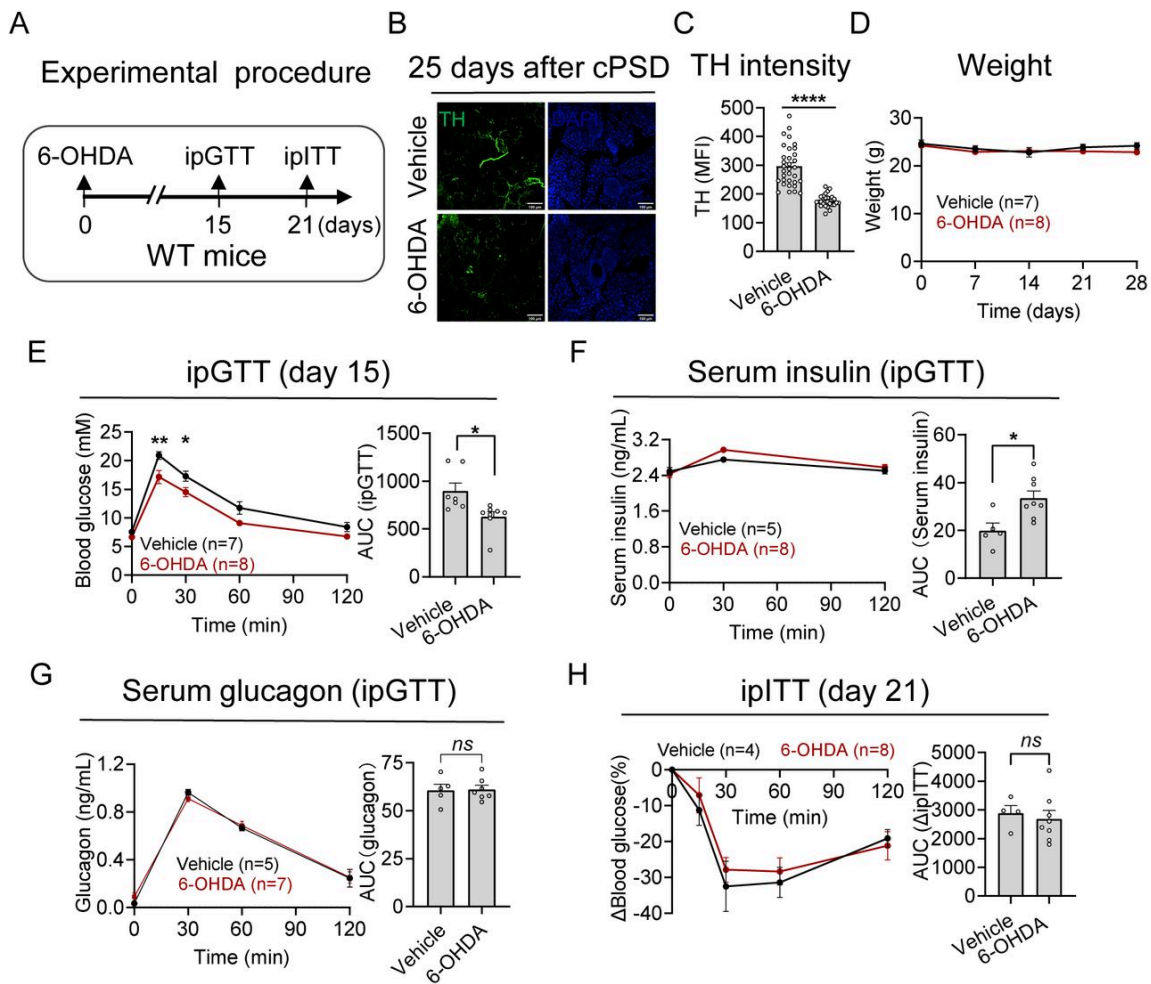 A
Experimental procedure
6-OHDA ipGTT ipITT
0 15 21 (days)
WT mice
B
25 days after cPSD
TH
Vehicle
6-OHDA
100 μm
100 μm
100 μm
100 μm
C
TH intensity
****
TH (MFI)
500
400
300
200
100
0
Vehicle
6-OHDA
D
Weight
Weight (g)
30
20
10
0
Vehicle (n=7)
6-OHDA (n=8)
0 7 14 21 28
Time (days)
E
ipGTT (day 15)
Blood glucose (mM)
25
20
15
10
5
0
** *
Vehicle (n=7)
6-OHDA (n=8)
0 30 60 90 120
Time (min)
AUC (ipGTT)
1500
1000
500
0
*
Vehicle
6-OHDA
F
Serum insulin (ipGTT)
Serum insulin (ng/mL)
3.2
2.4
1.6
0.8
0.0
Vehicle (n=5)
6-OHDA (n=8)
0 30 60 90 120
Time (min)
AUC (Serum insulin)
60
40
20
0
*
Vehicle
6-OHDA
G
Serum glucagon (ipGTT)
Glucagon (ng/mL)
1.2
0.8
0.4
0.0
Vehicle (n=5)
6-OHDA (n=7)
0 30 60 90 120
Time (min)
AUC (glucagon)
75
50
25
0
ns
Vehicle
6-OHDA
H
ipITT (day 21)
Vehicle (n=4) 6-OHDA (n=8)
ΔBlood glucose(%)
0
-10
-20
-30
-40
0 30 60 90 120
Time (min)
AUC (ΔipITT)
5000
4000
3000
2000
1000
0
ns
Vehicle
6-OHDA